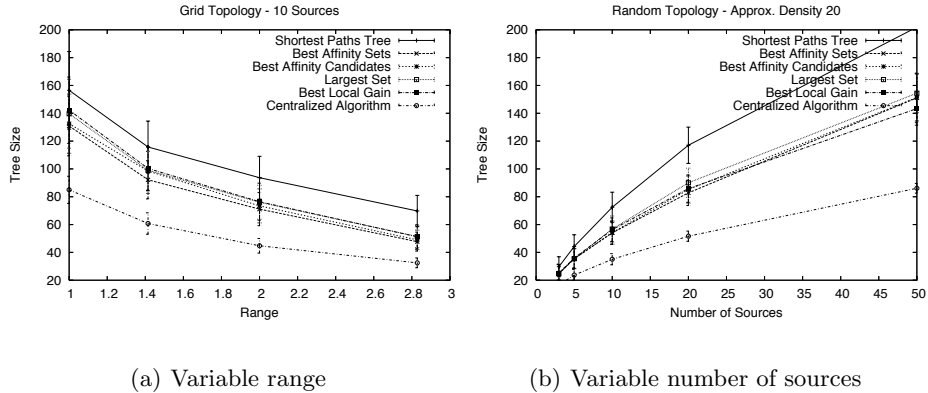 Grid Topology - 10 Sources
200
180
160
140
120
100
80
60
40
20
Tree Size
Shortest Paths Tree
Best Affinity Sets
Best Affinity Candidates
Largest Set
Best Local Gain
Centralized Algorithm
1 1.2 1.4 1.6 1.8 2 2.2 2.4 2.6 2.8 3
Range
(a) Variable range
Random Topology - Approx. Density 20
200
180
160
140
120
100
80
60
40
20
Tree Size
Shortest Paths Tree
Best Affinity Sets
Best Affinity Candidates
Largest Set
Best Local Gain
Centralized Algorithm
0 5 10 15 20 25 30 35 40 45 50
Number of Sources
(b) Variable number of sources